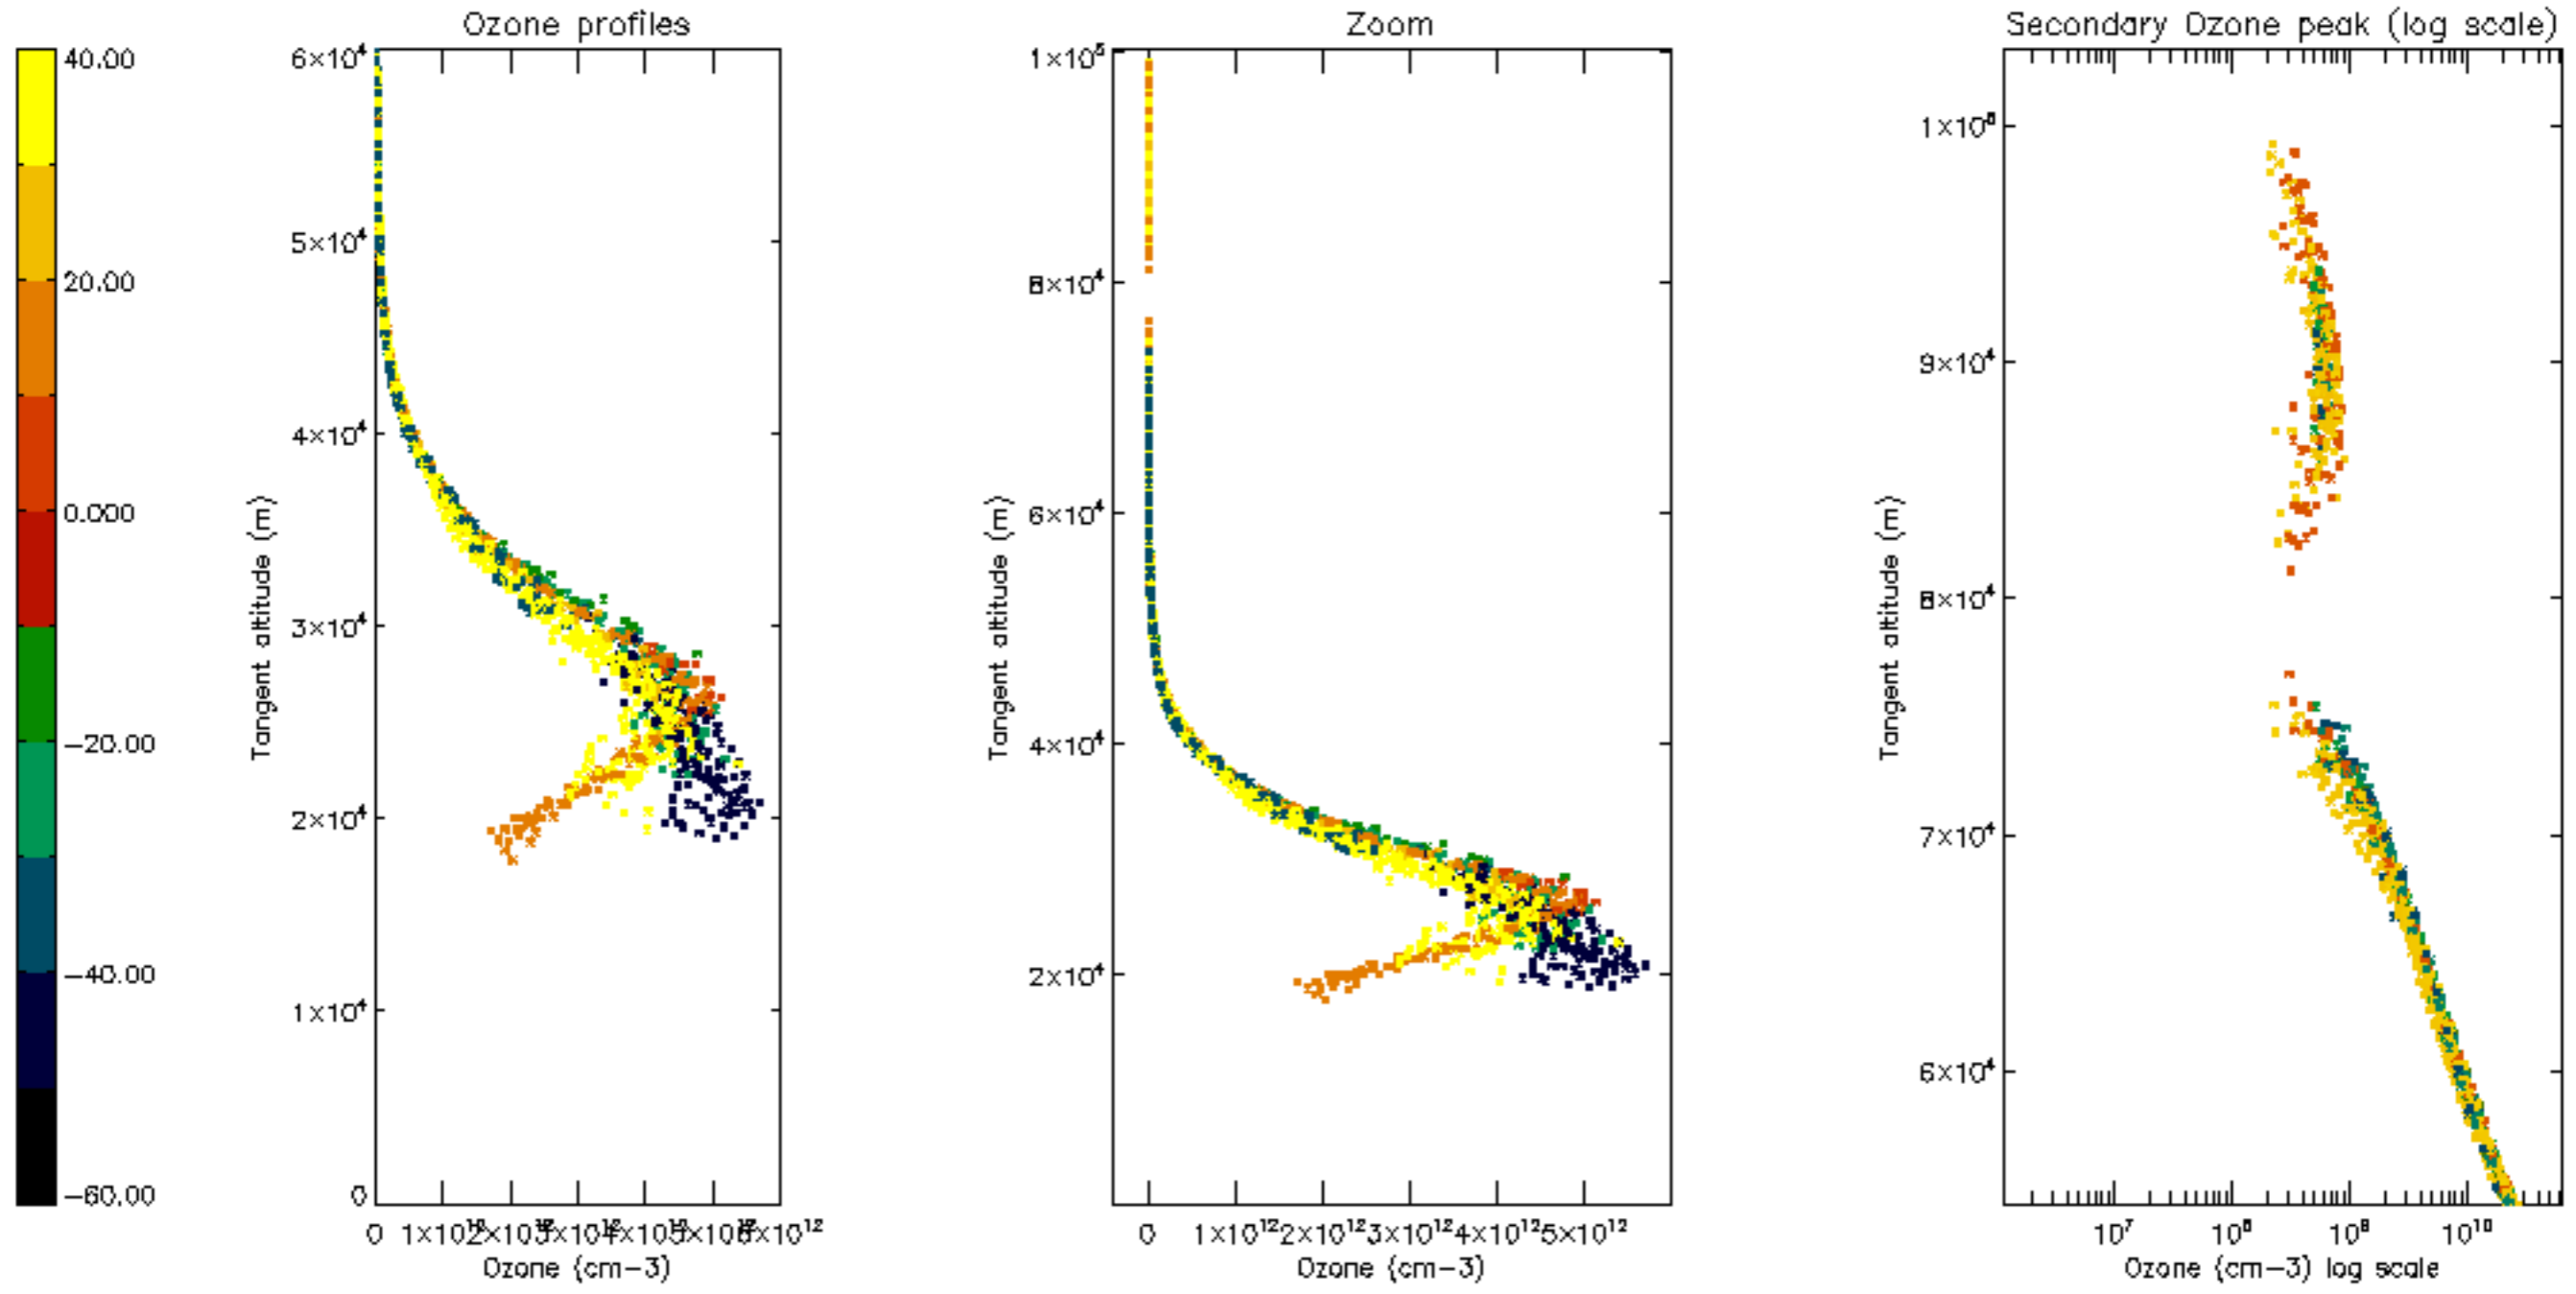 Ozone profiles
Zoom
Secondary Ozone peak (log scale)
40.00
20.00
0.000
−20.00
−40.00
−60.00
6×10⁴
5×10⁴
4×10⁴
3×10⁴
2×10⁴
1×10⁴
0
Tangent altitude (m)
0
Ozone (cm−3)
1×10⁵
8×10⁴
6×10⁴
4×10⁴
2×10⁴
Tangent altitude (m)
0 1×10¹² 2×10¹² 3×10¹² 4×10¹² 5×10¹²
Ozone (cm−3)
9×10⁴
8×10⁴
7×10⁴
6×10⁴
Tangent altitude (m)
10⁷ 10⁸ 10⁹ 10¹⁰
Ozone (cm−3) log scale